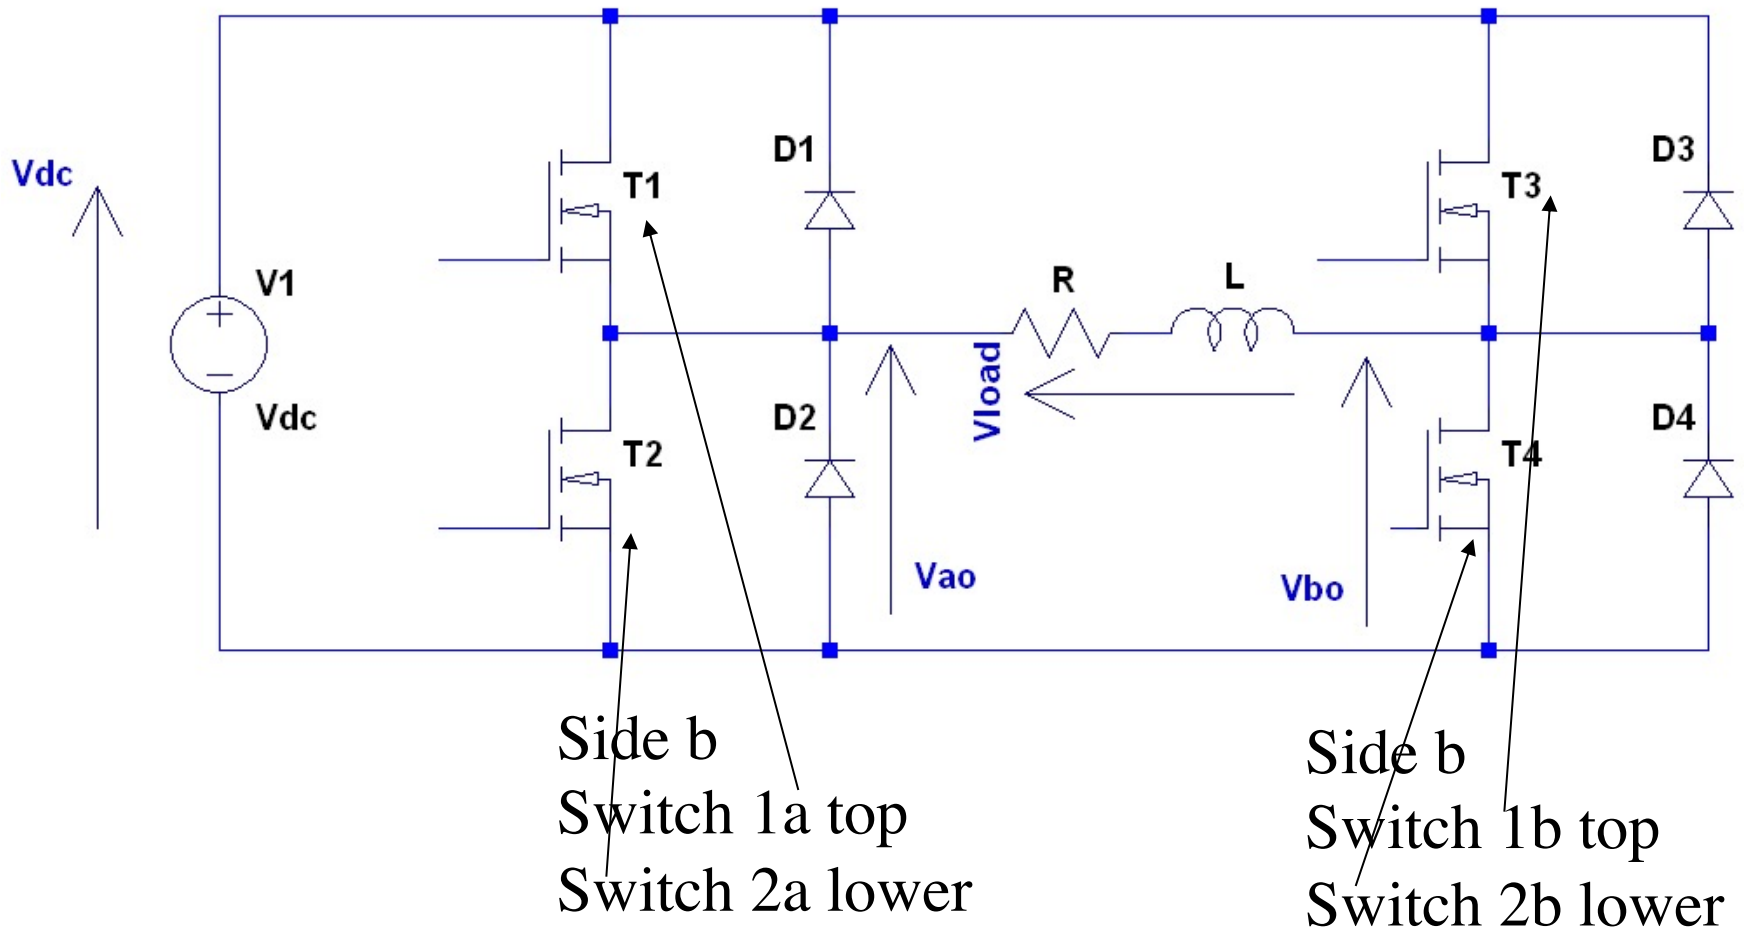 D1
D3
Vdc
T1
T3
V1
R
L
Vload
Vdc
D2
D4
T2
T4
Vao
Vbo
Side b
Switch 1a top
Switch 2a lower
Side b
Switch 1b top
Switch 2b lower